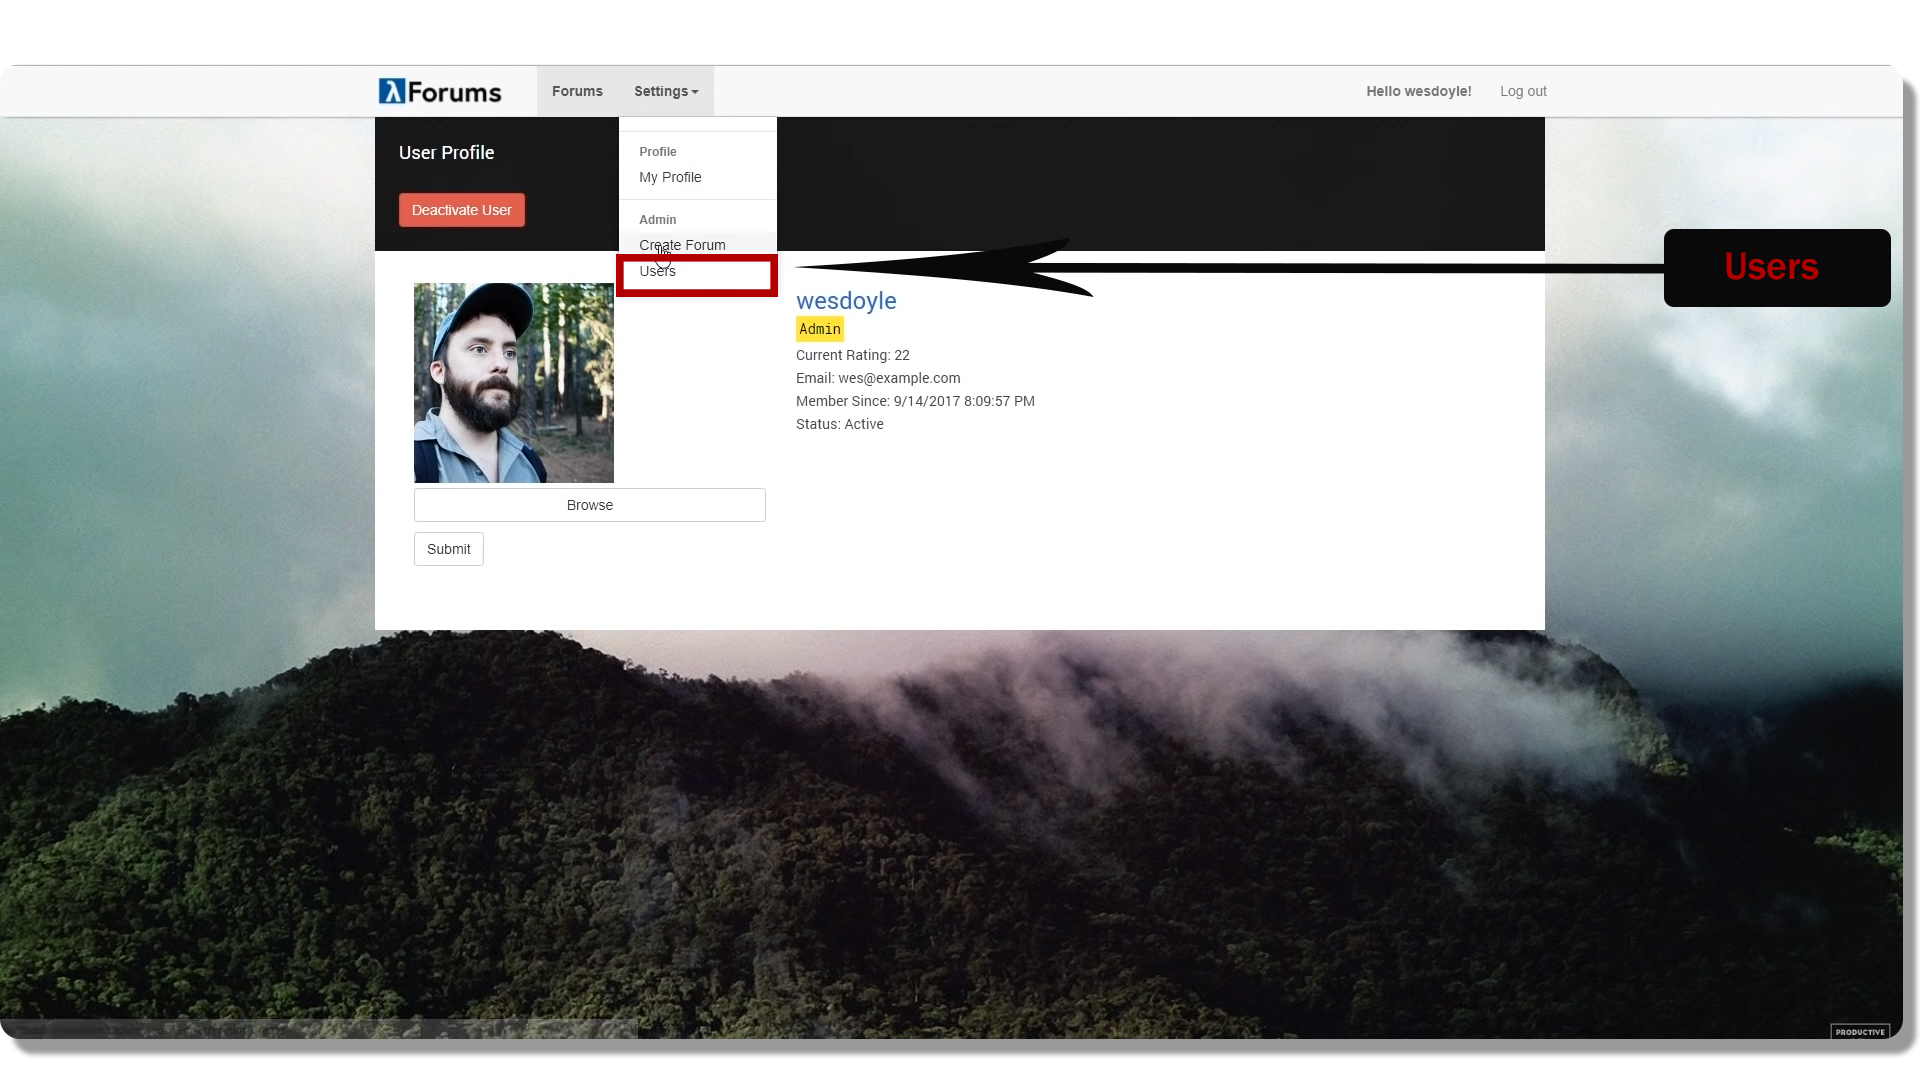 λForums
Forums
Settings
Hello wesdoyle!
Log out
User Profile
Deactivate User
Profile
My Profile
Admin
Create Forum
Users
Users
wesdoyle
Admin
Current Rating: 22
Email: wes@example.com
Member Since: 9/14/2017 8:09:57 PM
Status: Active
Browse
Submit
PRODUCTIVE